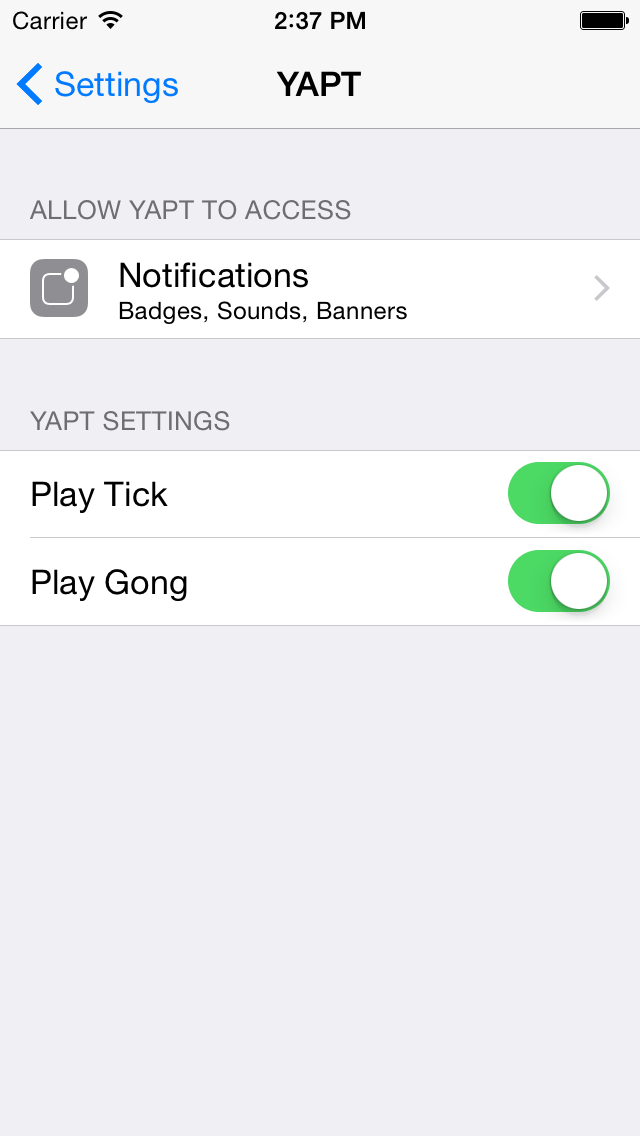 Carrier 2:37 PM
Settings YAPT
ALLOW YAPT TO ACCESS
Notifications
Badges, Sounds, Banners
YAPT SETTINGS
Play Tick
Play Gong